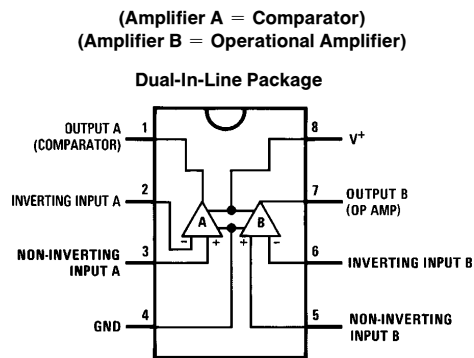 (Amplifier A = Comparator)
(Amplifier B = Operational Amplifier)
Dual-In-Line Package
OUTPUT A
(COMPARATOR)
1
8
V+
INVERTING INPUT A
2
7
OUTPUT B
(OP AMP)
A
B
- +
+ -
NON-INVERTING
INPUT A
3
6
INVERTING INPUT B
GND
4
5
NON-INVERTING
INPUT B